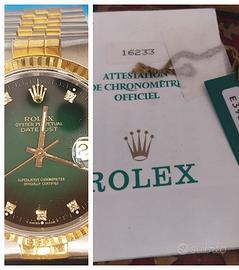 ROLEX
OYSTER PERPETUAL
DATEJUST
SUPERLATIVE CHRONOMETER
OFFICIALLY CERTIFIED
16233
ATTESTATION
DE CHRONOMÈTRE
OFFICIEL
ROLEX